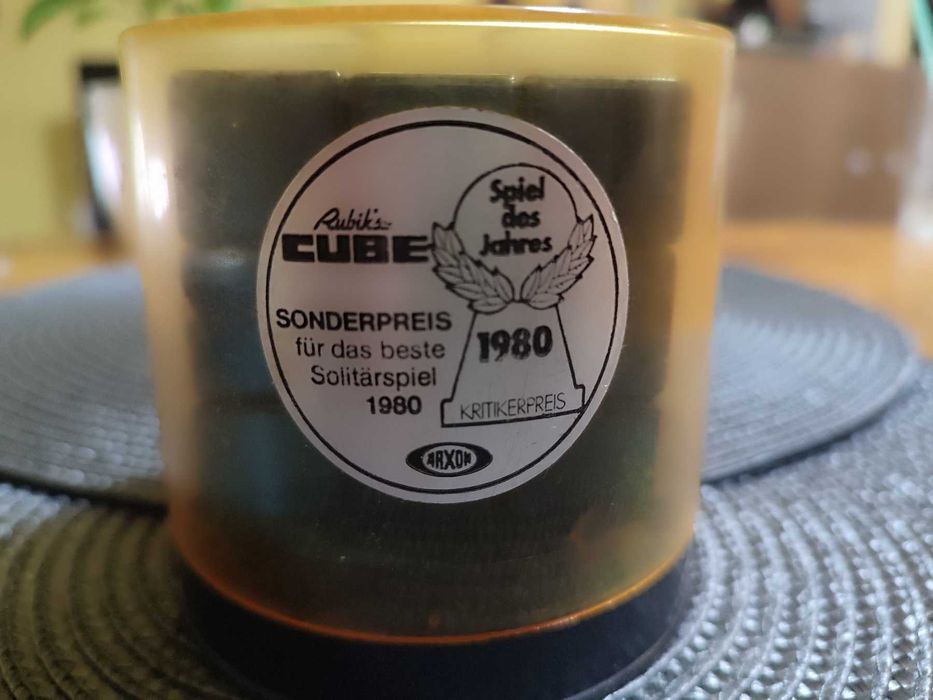 Rubik's
CUBE
SONDERPREIS
für das beste
Solitärspiel
1980
Spiel
des
Jahres
1980
KRITIKERPREIS
ARXON